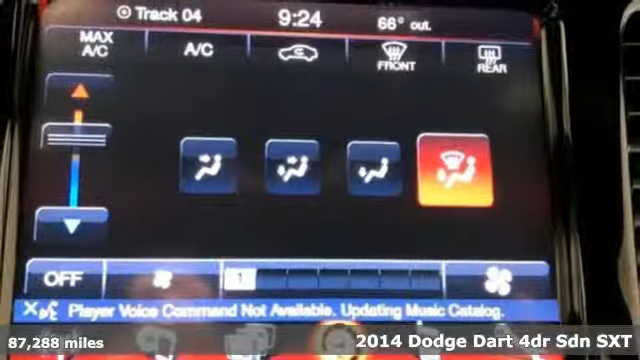 Track 04 9:24 66° out.
MAX A/C A/C FRONT REAR
OFF 1
Player Voice Command Not Available. Updating Music Catalog.
87,288 miles 2014 Dodge Dart 4dr Sdn SXT